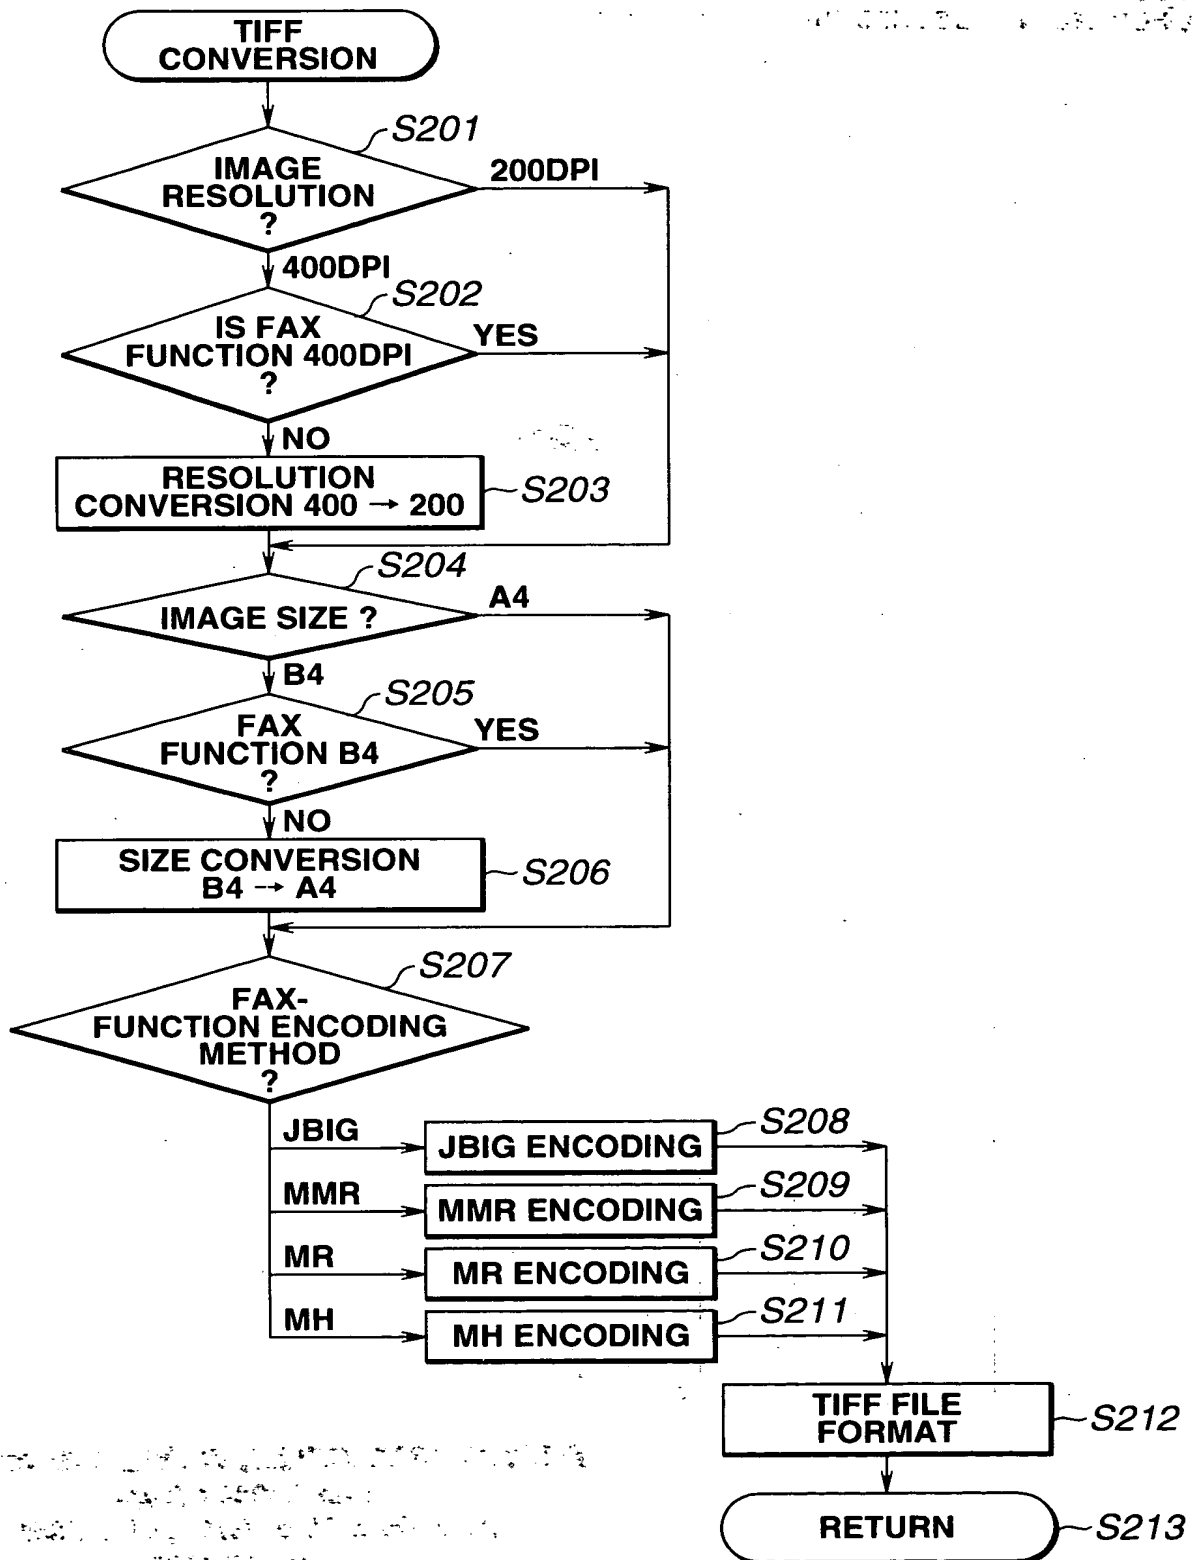 TIFF
CONVERSION
S201
IMAGE
RESOLUTION
?
200DPI
400DPI
S202
IS FAX
FUNCTION 400DPI
?
YES
NO
RESOLUTION
CONVERSION 400 → 200
S203
S204
IMAGE SIZE ?
A4
B4
S205
FAX
FUNCTION B4
?
YES
NO
SIZE CONVERSION
B4 → A4
S206
S207
FAX-
FUNCTION ENCODING
METHOD
?
JBIG
JBIG ENCODING
S208
MMR
MMR ENCODING
S209
MR
MR ENCODING
S210
MH
MH ENCODING
S211
TIFF FILE
FORMAT
S212
RETURN
S213